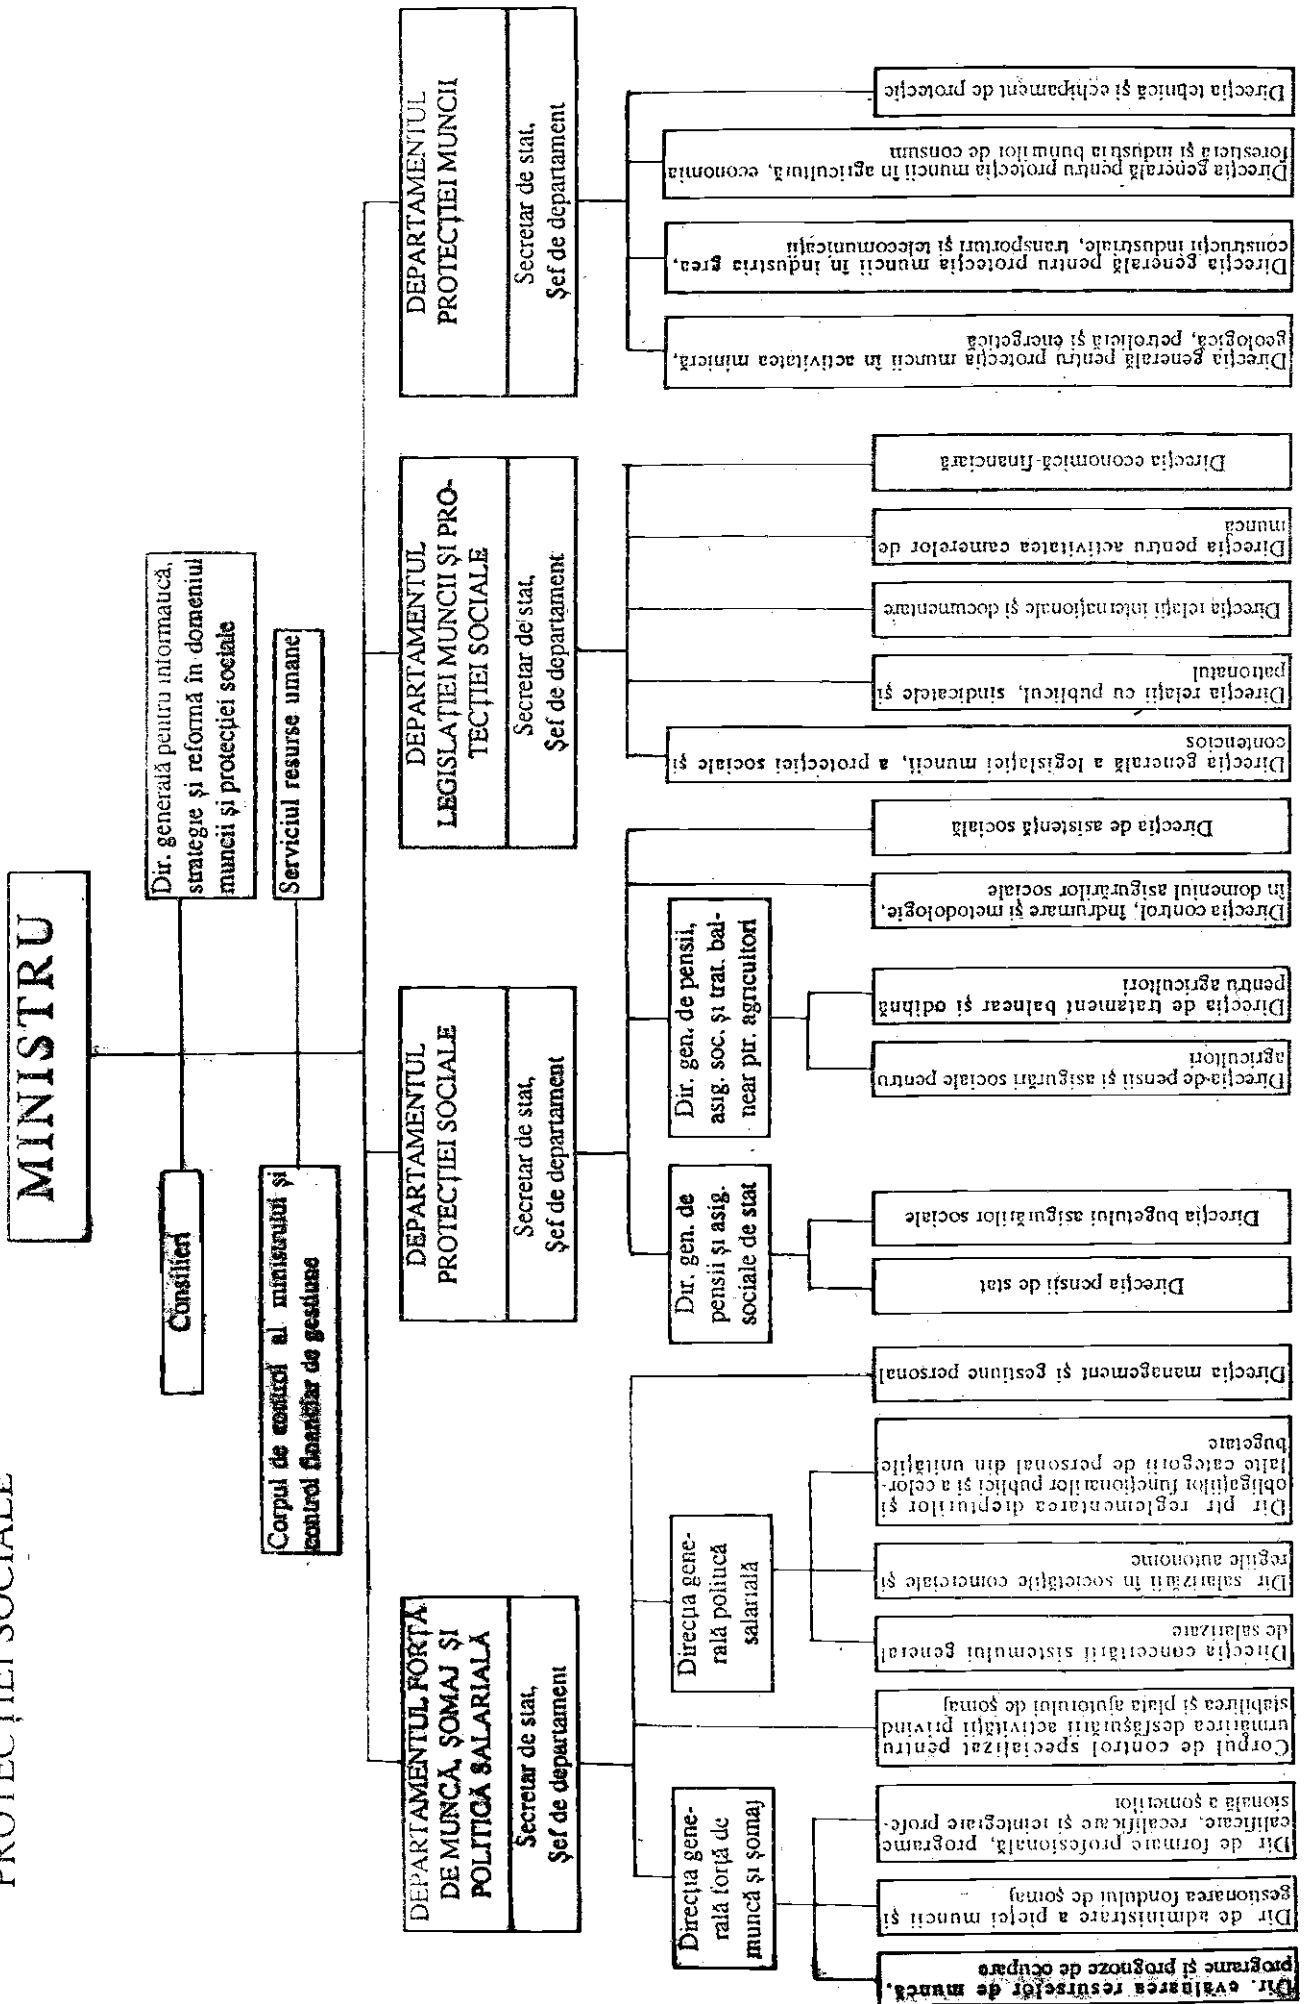 PROTECȚIEI SOCIALE
MINISTRU
Consilieri
Dir. generală pentru informatică,
strategie și reformă în domeniul
muncii și protecției sociale
Corpul de control al ministrului și
control financiar de gestiune
Serviciul resurse umane
DEPARTAMENTUL FORȚĂ
DE MUNCĂ, ȘOMAJ ȘI
POLITICĂ SALARIALĂ
Secretar de stat,
Șef de departament
DEPARTAMENTUL
PROTECȚIEI SOCIALE
Secretar de stat,
Șef de departament
DEPARTAMENTUL
LEGISLAȚIEI MUNCII ȘI PRO-
TECȚIEI SOCIALE
Secretar de stat,
Șef de departament
DEPARTAMENTUL
PROTECȚIEI MUNCII
Secretar de stat,
Șef de departament
Direcția gene-
rală forță de
muncă și șomaj
Direcția gene-
rală politică
salarială
Dir. gen. de
pensii și asig.
sociale de stat
Dir. gen. de pensii,
asig. soc. și trat. bal-
near ptr. agricultori
Dir. evaluarea resurselor de muncă,
programe și prognoze de ocupare
Dir de administrare a pieței muncii și
gestionarea fondului de șomaj
Dir de formare profesională, programe
calificare, recalificare și reintegrare profe-
sională a șomerilor
Corpul de control specializat pentru
urmărirea desfășurării activității privind
stabilirea și plata ajutorului de șomaj
Direcția concertării sistemului general
de salarizare
Dir salarizării în societățile comerciale și
regiile autonome
Dir ptr reglementarea drepturilor și
obligațiilor funcționarilor publici și a celor-
lalte categorii de personal din unitățile
bugetare
Direcția management și gestiune personal
Direcția pensii de stat
Direcția bugetului asigurărilor sociale
Direcția de pensii și asigurări sociale pentru
agricultori
Direcția de tratament balnear și odihnă
pentru agricultori
Direcția control, îndrumare și metodologie,
în domeniul asigurărilor sociale
Direcția de asistență socială
Direcția generală a legislației muncii, a protecției sociale și
contencios
Direcția relații cu publicul, sindicatele și
patronatul
Direcția relații internaționale și documentare
Direcția pentru activitatea camerelor de
muncă
Direcția economică-financiară
Direcția generală pentru protecția muncii în activitatea minieră,
geologică, petrolieră și energetică
Direcția generală pentru protecția muncii în industria grea,
construcții industriale, transporturi și telecomunicații
Direcția generală pentru protecția muncii în agricultură, economia
forestieră și industria bunurilor de consum
Direcția tehnică și echipament de protecție